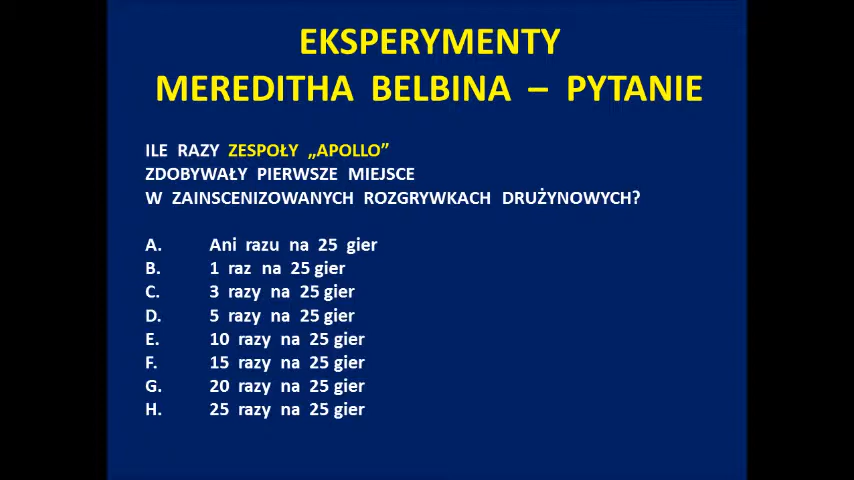 EKSPERYMENTY
MEREDITHA BELBINA – PYTANIE
ILE RAZY ZESPOŁY „APOLLO”
ZDOBYWAŁY PIERWSZE MIEJSCE
W ZAINSCENIZOWANYCH ROZGRYWKACH DRUŻYNOWYCH?
A. Ani razu na 25 gier
B. 1 raz na 25 gier
C. 3 razy na 25 gier
D. 5 razy na 25 gier
E. 10 razy na 25 gier
F. 15 razy na 25 gier
G. 20 razy na 25 gier
H. 25 razy na 25 gier